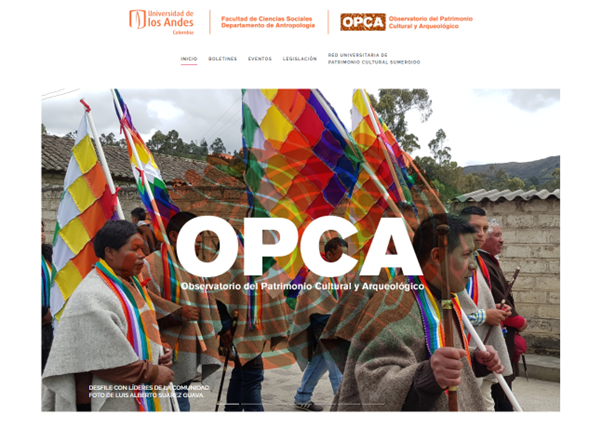 Universidad de
los Andes
Colombia
Facultad de Ciencias Sociales
Departamento de Antropología
OPCA
Observatorio del Patrimonio
Cultural y Arqueológico
INICIO
BOLETINES
EVENTOS
LEGISLACIÓN
RED UNIVERSITARIA DE
PATRIMONIO CULTURAL SUMERGIDO
OPCA
Observatorio del Patrimonio Cultural y Arqueológico
DESFILE CON LÍDERES DE LA COMUNIDAD.
FOTO DE LUIS ALBERTO SUÁREZ GUAVA.